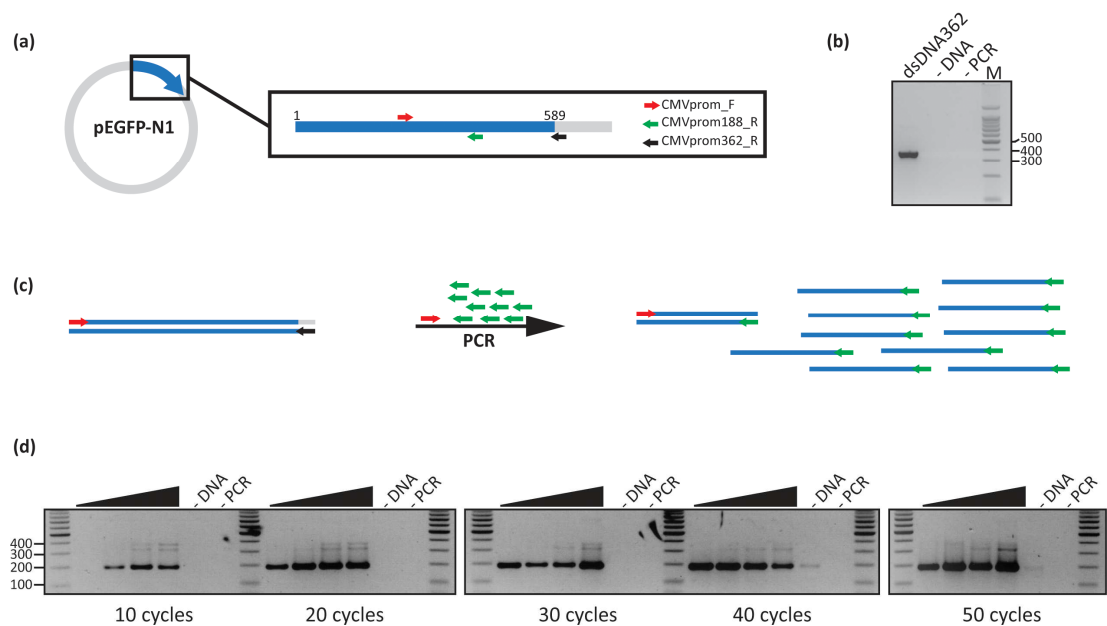 (a)
pEGFP-N1
1
589
CMVprom_F
CMVprom188_R
CMVprom362_R
(b)
dsDNA362
- DNA
- PCR
M
500
400
300
(c)
PCR
(d)
- DNA
- PCR
- DNA
- PCR
- DNA
- PCR
- DNA
- PCR
- DNA
- PCR
400
300
200
100
10 cycles
20 cycles
30 cycles
40 cycles
50 cycles